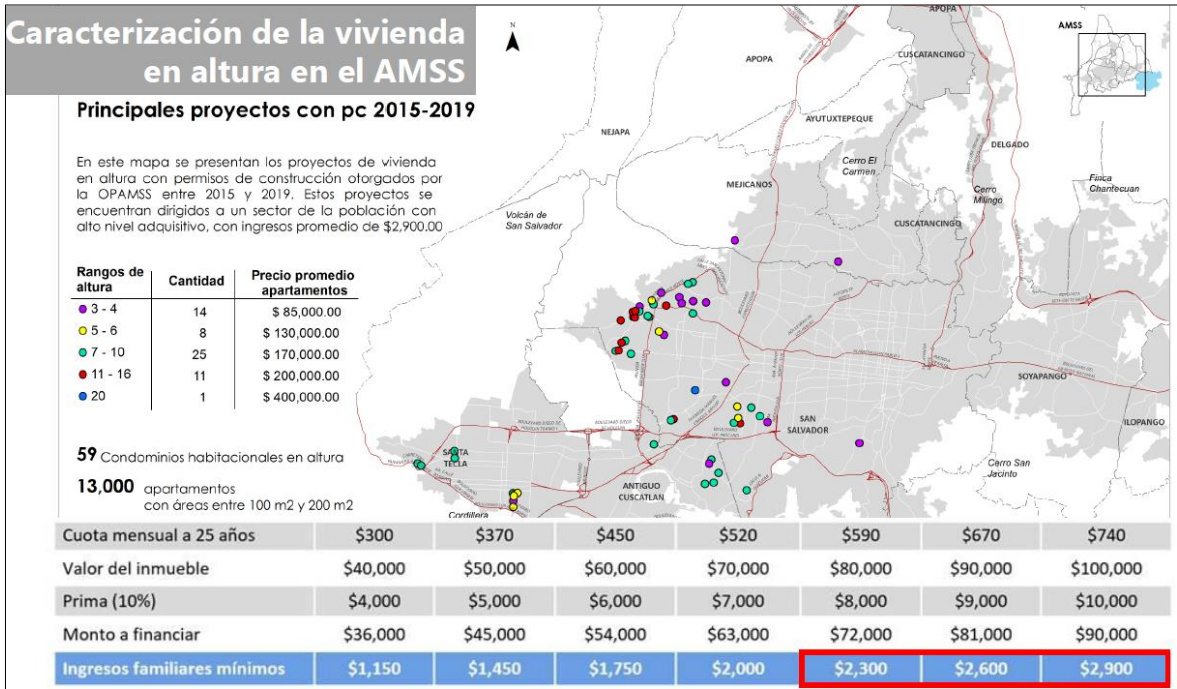 Caracterización de la vivienda
en altura en el AMSS
Principales proyectos con pc 2015-2019
En este mapa se presentan los proyectos de vivienda
en altura con permisos de construcción otorgados por
la OPAMSS entre 2015 y 2019. Estos proyectos se
encuentran dirigidos a un sector de la población con
alto nivel adquisitivo, con ingresos promedio de $2,900.00
Rangos de altura Cantidad Precio promedio apartamentos
3 - 4 14 $ 85,000.00
5 - 6 8 $ 130,000.00
7 - 10 25 $ 170,000.00
11 - 16 11 $ 200,000.00
20 1 $ 400,000.00
59 Condominios habitacionales en altura
13,000 apartamentos
con áreas entre 100 m2 y 200 m2
N
AMSS
APOPA
CUSCATANCINGO
APOPA
AYUTUXTEPEQUE
NEJAPA
DELGADO
Cerro El
Carmen
Finca
Chantecuan
MEJICANOS
Cerro
Milingo
Volcán de
San Salvador
CUSCATANCINGO
SOYAPANGO
SAN
SALVADOR
ILOPANGO
SANTA
TECLA
Cerro San
Jacinto
ANTIGUO
CUSCATLAN
Cordillera
Cuota mensual a 25 años $300 $370 $450 $520 $590 $670 $740
Valor del inmueble $40,000 $50,000 $60,000 $70,000 $80,000 $90,000 $100,000
Prima (10%) $4,000 $5,000 $6,000 $7,000 $8,000 $9,000 $10,000
Monto a financiar $36,000 $45,000 $54,000 $63,000 $72,000 $81,000 $90,000
Ingresos familiares mínimos $1,150 $1,450 $1,750 $2,000 $2,300 $2,600 $2,900